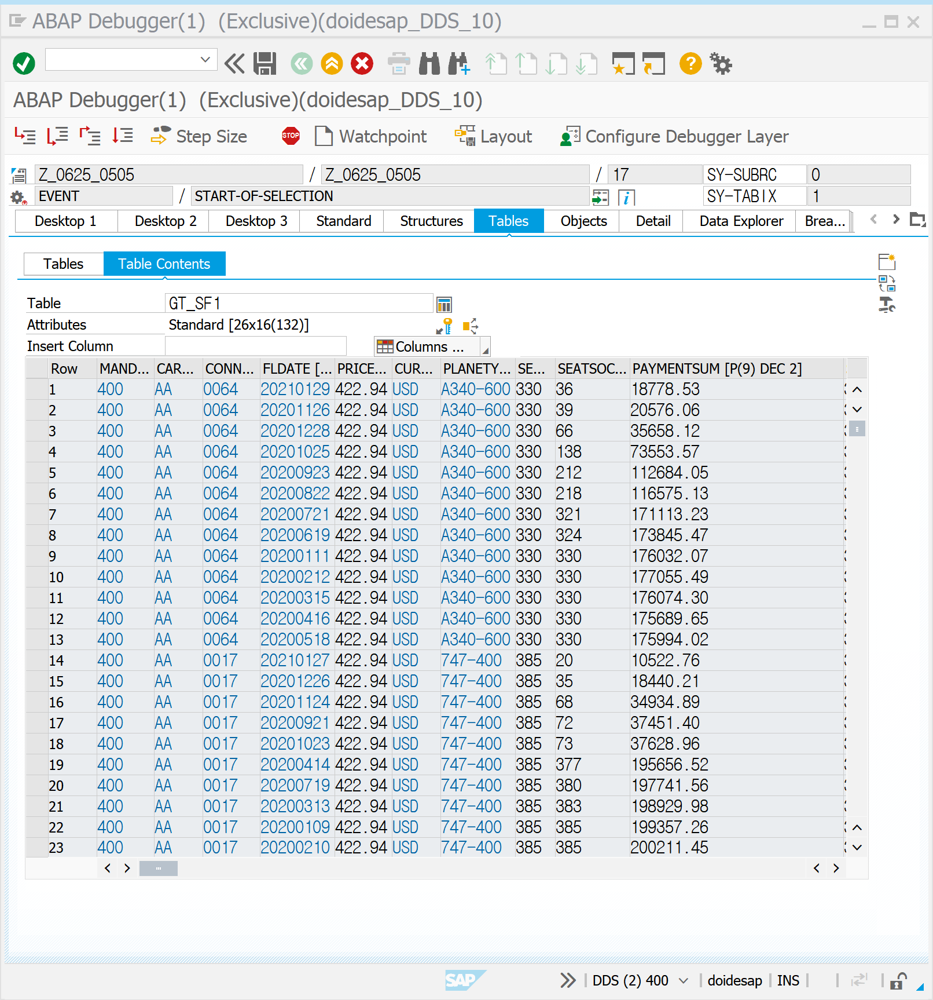 ABAP Debugger(1)  (Exclusive)(doidesap_DDS_10)
ABAP Debugger(1)  (Exclusive)(doidesap_DDS_10)
Step Size STOP Watchpoint Layout Configure Debugger Layer
Z_0625_0505 / Z_0625_0505 / 17 SY-SUBRC 0
EVENT / START-OF-SELECTION SY-TABIX 1
Desktop 1 Desktop 2 Desktop 3 Standard Structures Tables Objects Detail Data Explorer Brea...
Tables Table Contents
Table GT_SF1
Attributes Standard [26x16(132)]
Insert Column Columns ...
Row MAND... CAR... CONN... FLDATE [... PRICE... CUR... PLANETY... SE... SEATSOC... PAYMENTSUM [P(9) DEC 2]
1 400 AA 0064 20210129 422.94 USD A340-600 330 36 18778.53
2 400 AA 0064 20201126 422.94 USD A340-600 330 39 20576.06
3 400 AA 0064 20201228 422.94 USD A340-600 330 66 35658.12
4 400 AA 0064 20201025 422.94 USD A340-600 330 138 73553.57
5 400 AA 0064 20200923 422.94 USD A340-600 330 212 112684.05
6 400 AA 0064 20200822 422.94 USD A340-600 330 218 116575.13
7 400 AA 0064 20200721 422.94 USD A340-600 330 321 171113.23
8 400 AA 0064 20200619 422.94 USD A340-600 330 324 173845.47
9 400 AA 0064 20200111 422.94 USD A340-600 330 330 176032.07
10 400 AA 0064 20200212 422.94 USD A340-600 330 330 177055.49
11 400 AA 0064 20200315 422.94 USD A340-600 330 330 176074.30
12 400 AA 0064 20200416 422.94 USD A340-600 330 330 175689.65
13 400 AA 0064 20200518 422.94 USD A340-600 330 330 175994.02
14 400 AA 0017 20210127 422.94 USD 747-400 385 20 10522.76
15 400 AA 0017 20201226 422.94 USD 747-400 385 35 18440.21
16 400 AA 0017 20201124 422.94 USD 747-400 385 68 34934.89
17 400 AA 0017 20200921 422.94 USD 747-400 385 72 37451.40
18 400 AA 0017 20201023 422.94 USD 747-400 385 73 37628.96
19 400 AA 0017 20200414 422.94 USD 747-400 385 377 195656.52
20 400 AA 0017 20200719 422.94 USD 747-400 385 380 197741.56
21 400 AA 0017 20200313 422.94 USD 747-400 385 383 198929.98
22 400 AA 0017 20200109 422.94 USD 747-400 385 385 199357.26
23 400 AA 0017 20200210 422.94 USD 747-400 385 385 200211.45
SAP DDS (2) 400 doidesap INS